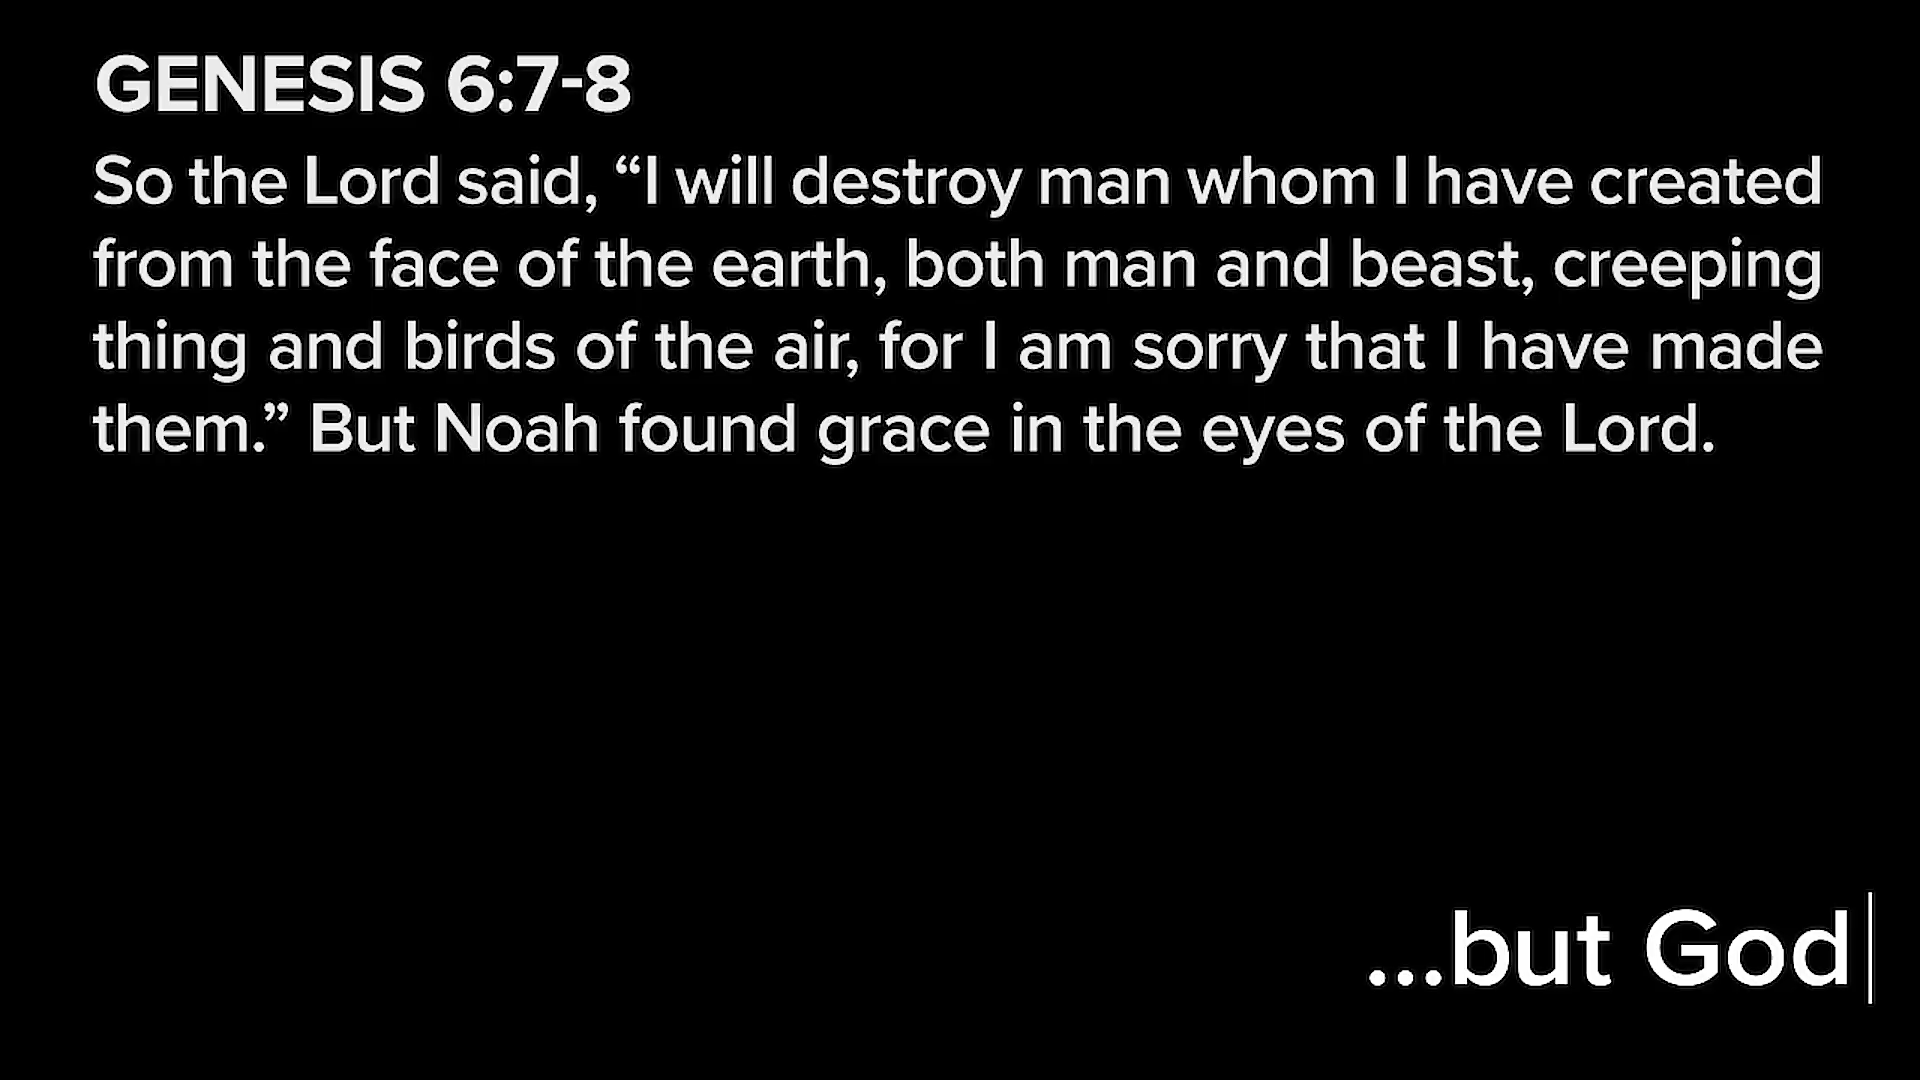 GENESIS 6:7-8
So the Lord said, “I will destroy man whom I have created
from the face of the earth, both man and beast, creeping
thing and birds of the air, for I am sorry that I have made
them.” But Noah found grace in the eyes of the Lord.
...but God